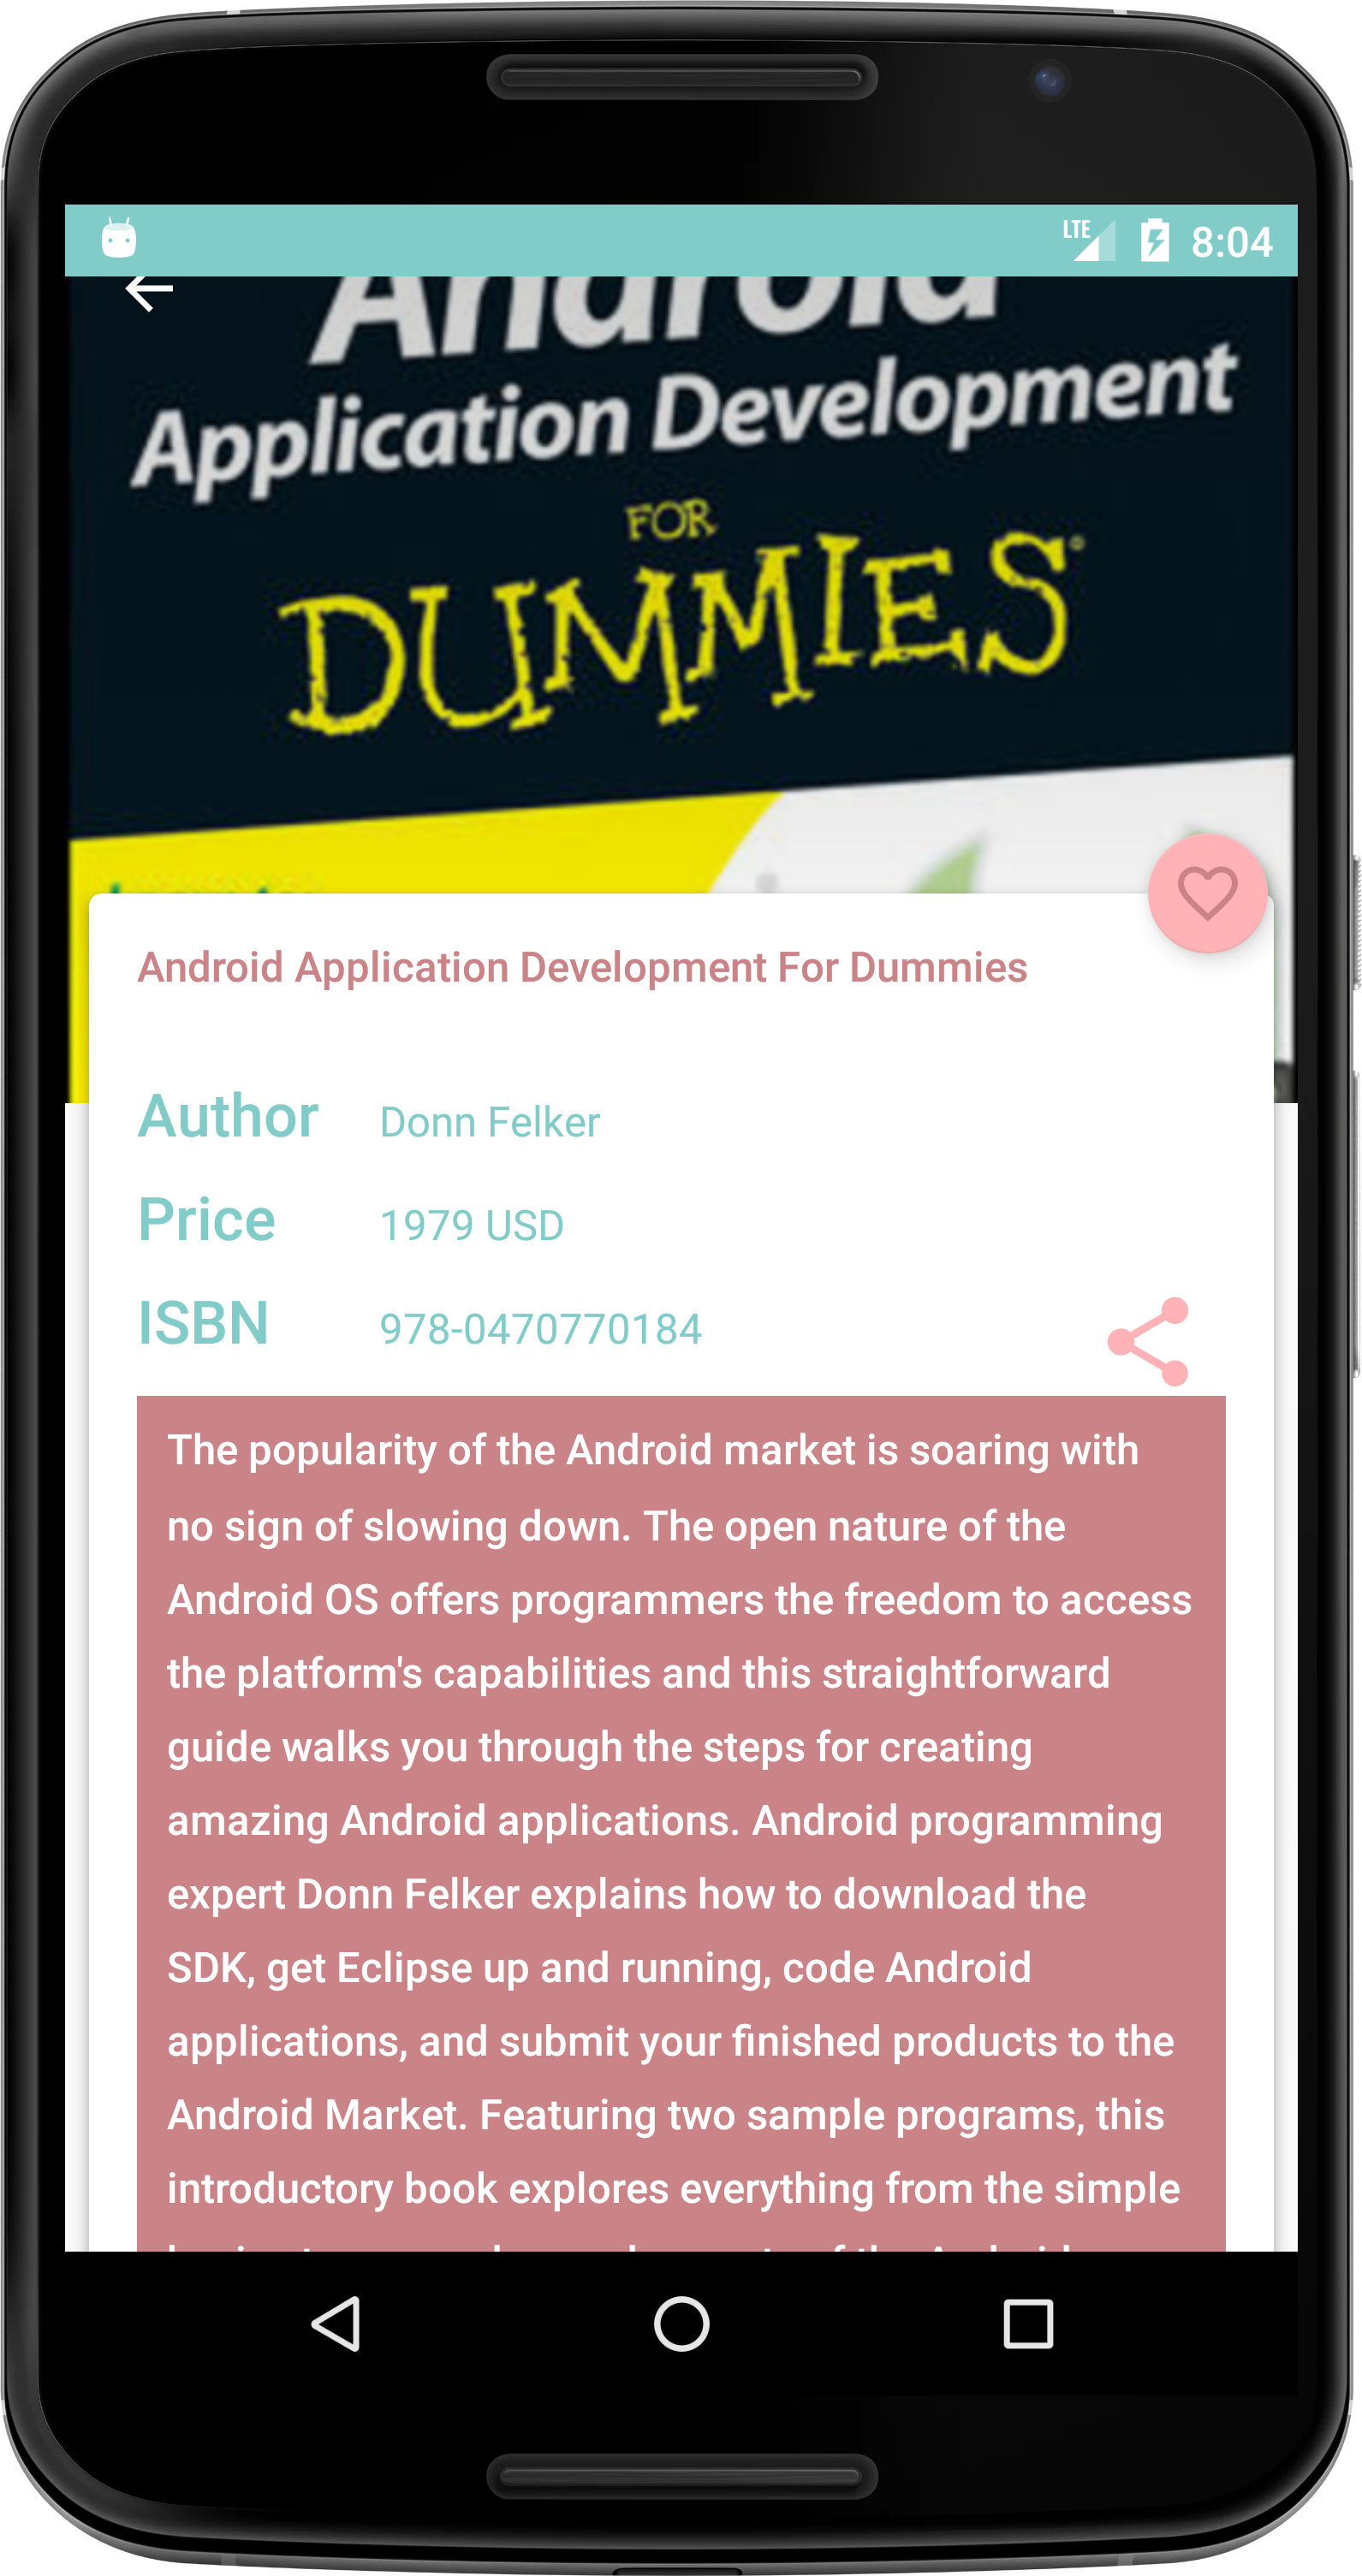 LTE 8:04
Android
Application Development
FOR
DUMMIES
Android Application Development For Dummies
Author Donn Felker
Price 1979 USD
ISBN 978-0470770184
The popularity of the Android market is soaring with
no sign of slowing down. The open nature of the
Android OS offers programmers the freedom to access
the platform's capabilities and this straightforward
guide walks you through the steps for creating
amazing Android applications. Android programming
expert Donn Felker explains how to download the
SDK, get Eclipse up and running, code Android
applications, and submit your finished products to the
Android Market. Featuring two sample programs, this
introductory book explores everything from the simple